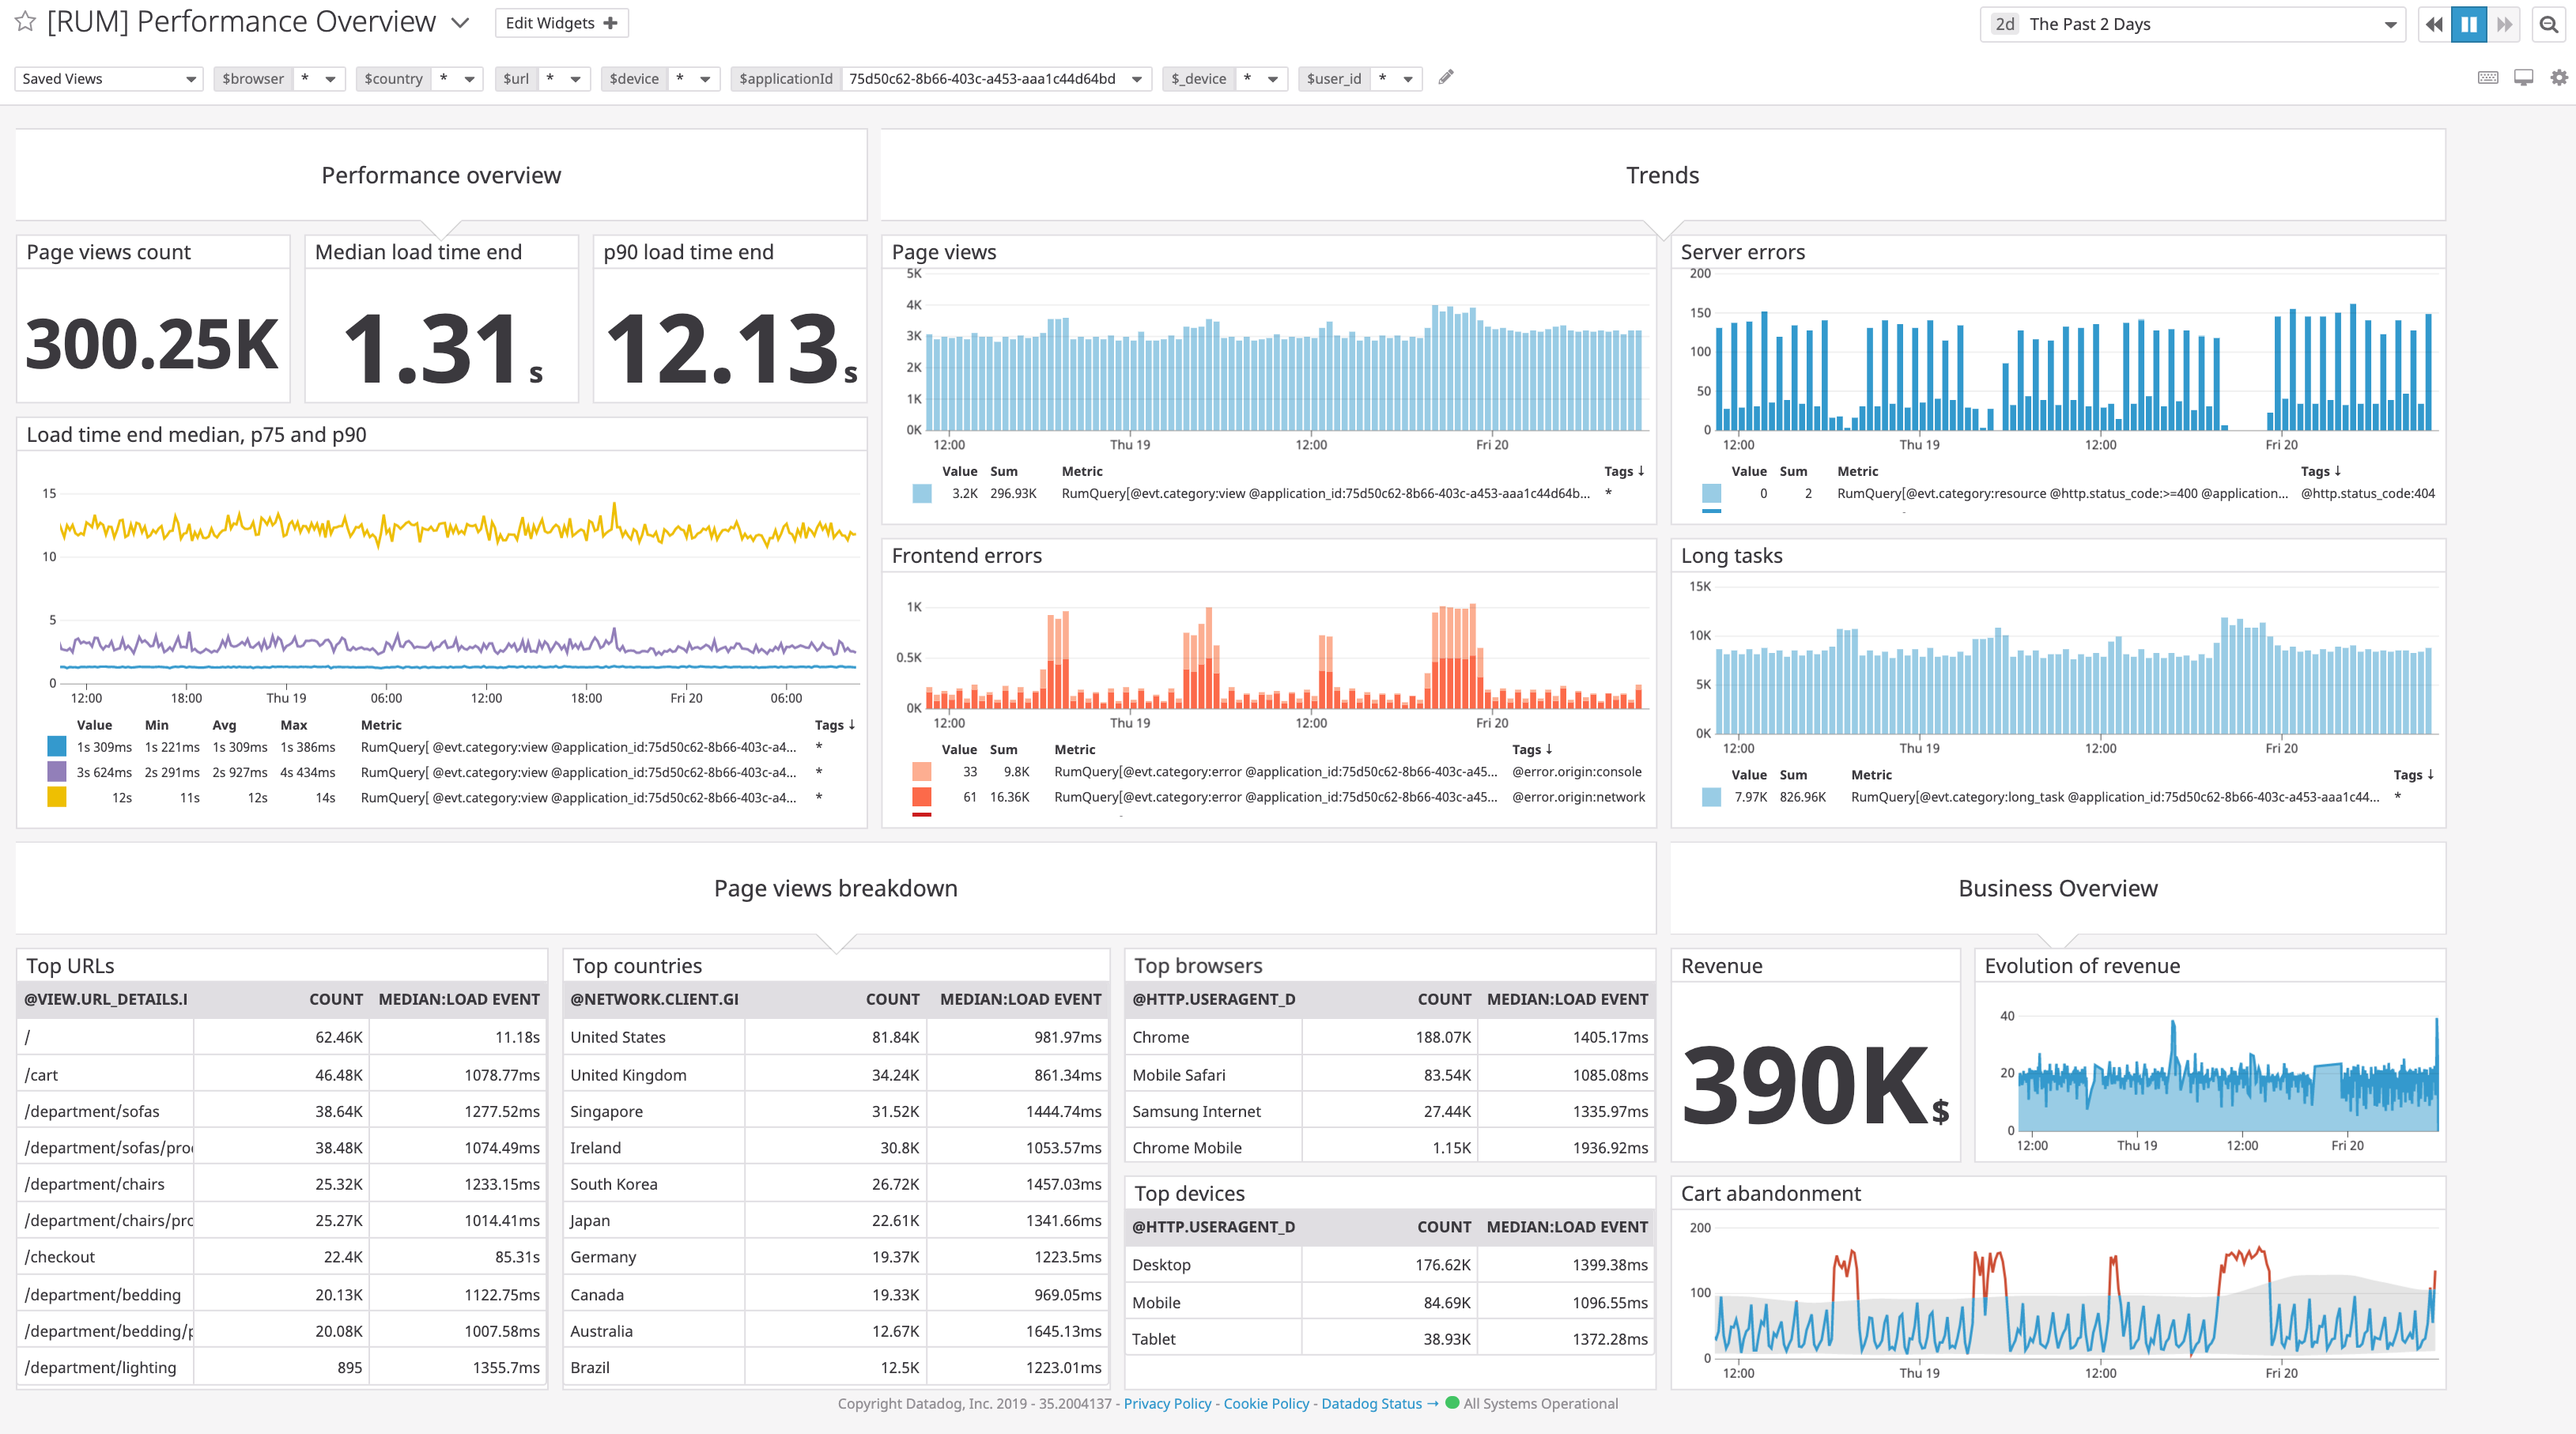 [RUM] Performance Overview
Edit Widgets
2d The Past 2 Days
Saved Views
$browser *
$country *
$url *
$device *
$applicationId 75d50c62-8b66-403c-a453-aaa1c44d64bd
$_device *
$user_id *
Performance overview
Page views count
300.25K
Median load time end
1.31 s
p90 load time end
12.13 s
Load time end median, p75 and p90
15
10
5
0
12:00 18:00 Thu 19 06:00 12:00 18:00 Fri 20 06:00
Value Min Avg Max Metric Tags ↓
1s 309ms 1s 221ms 1s 309ms 1s 386ms RumQuery[ @evt.category:view @application_id:75d50c62-8b66-403c-a4... *
3s 624ms 2s 291ms 2s 927ms 4s 434ms RumQuery[ @evt.category:view @application_id:75d50c62-8b66-403c-a4... *
12s 11s 12s 14s RumQuery[ @evt.category:view @application_id:75d50c62-8b66-403c-a4... *
Trends
Page views
5K
4K
3K
2K
1K
0K
12:00 Thu 19 12:00 Fri 20
Value Sum Metric Tags ↓
3.2K 296.93K RumQuery[@evt.category:view @application_id:75d50c62-8b66-403c-a453-aaa1c44d64b... *
Server errors
200
150
100
50
0
12:00 Thu 19 12:00 Fri 20
Value Sum Metric Tags ↓
0 2 RumQuery[@evt.category:resource @http.status_code:>=400 @application... @http.status_code:404
Frontend errors
1K
0.5K
0K
12:00 Thu 19 12:00 Fri 20
Value Sum Metric Tags ↓
33 9.8K RumQuery[@evt.category:error @application_id:75d50c62-8b66-403c-a45... @error.origin:console
61 16.36K RumQuery[@evt.category:error @application_id:75d50c62-8b66-403c-a45... @error.origin:network
Long tasks
15K
10K
5K
0K
12:00 Thu 19 12:00 Fri 20
Value Sum Metric Tags ↓
7.97K 826.96K RumQuery[@evt.category:long_task @application_id:75d50c62-8b66-403c-a453-aaa1c44... *
Page views breakdown
Top URLs
@VIEW.URL_DETAILS.I COUNT MEDIAN:LOAD EVENT
/ 62.46K 11.18s
/cart 46.48K 1078.77ms
/department/sofas 38.64K 1277.52ms
/department/sofas/pro 38.48K 1074.49ms
/department/chairs 25.32K 1233.15ms
/department/chairs/pro 25.27K 1014.41ms
/checkout 22.4K 85.31s
/department/bedding 20.13K 1122.75ms
/department/bedding/p 20.08K 1007.58ms
/department/lighting 895 1355.7ms
Top countries
@NETWORK.CLIENT.GI COUNT MEDIAN:LOAD EVENT
United States 81.84K 981.97ms
United Kingdom 34.24K 861.34ms
Singapore 31.52K 1444.74ms
Ireland 30.8K 1053.57ms
South Korea 26.72K 1457.03ms
Japan 22.61K 1341.66ms
Germany 19.37K 1223.5ms
Canada 19.33K 969.05ms
Australia 12.67K 1645.13ms
Brazil 12.5K 1223.01ms
Top browsers
@HTTP.USERAGENT_D COUNT MEDIAN:LOAD EVENT
Chrome 188.07K 1405.17ms
Mobile Safari 83.54K 1085.08ms
Samsung Internet 27.44K 1335.97ms
Chrome Mobile 1.15K 1936.92ms
Top devices
@HTTP.USERAGENT_D COUNT MEDIAN:LOAD EVENT
Desktop 176.62K 1399.38ms
Mobile 84.69K 1096.55ms
Tablet 38.93K 1372.28ms
Business Overview
Revenue
390K $
Evolution of revenue
40
20
0
12:00 Thu 19 12:00 Fri 20
Cart abandonment
200
100
0
12:00 Thu 19 12:00 Fri 20
Copyright Datadog, Inc. 2019 - 35.2004137 - Privacy Policy - Cookie Policy - Datadog Status → All Systems Operational